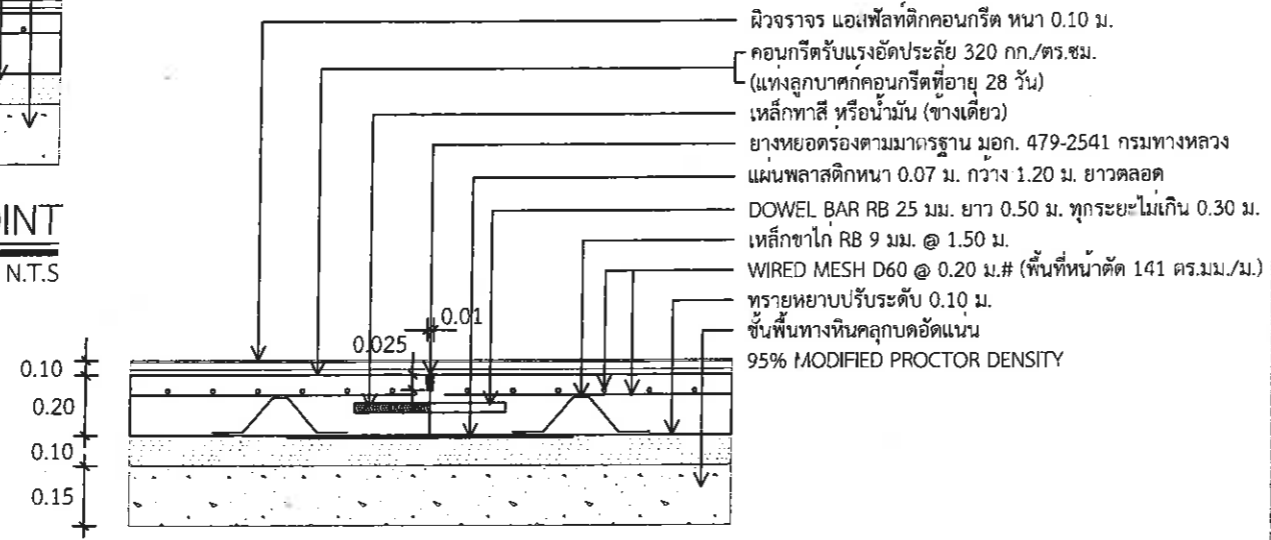 ผิวจราจร แอสฟัลท์ติกคอนกรีต หนา 0.10 ม.
คอนกรีตรับแรงอัดประลัย 320 กก./ตร.ซม.
(แท่งลูกบาศก์คอนกรีตที่อายุ 28 วัน)
เหล็กทาสี หรือน้ำมัน (ข้างเดียว)
ยางหยอดร่องตามมาตรฐาน มอก. 479-2541 กรมทางหลวง
แผ่นพลาสติกหนา 0.07 ม. กว้าง 1.20 ม. ยาวตลอด
DOWEL BAR RB 25 มม. ยาว 0.50 ม. ทุกระยะไม่เกิน 0.30 ม.
เหล็กขาไก่ RB 9 มม. @ 1.50 ม.
WIRED MESH D60 @ 0.20 ม.# (พื้นที่หน้าตัด 141 ตร.มม./ม.)
ทรายหยาบปรับระดับ 0.10 ม.
ชั้นพื้นทางหินคลุกบดอัดแน่น
95% MODIFIED PROCTOR DENSITY
OINT
N.T.S
0.01
0.025
0.10
0.20
0.10
0.15